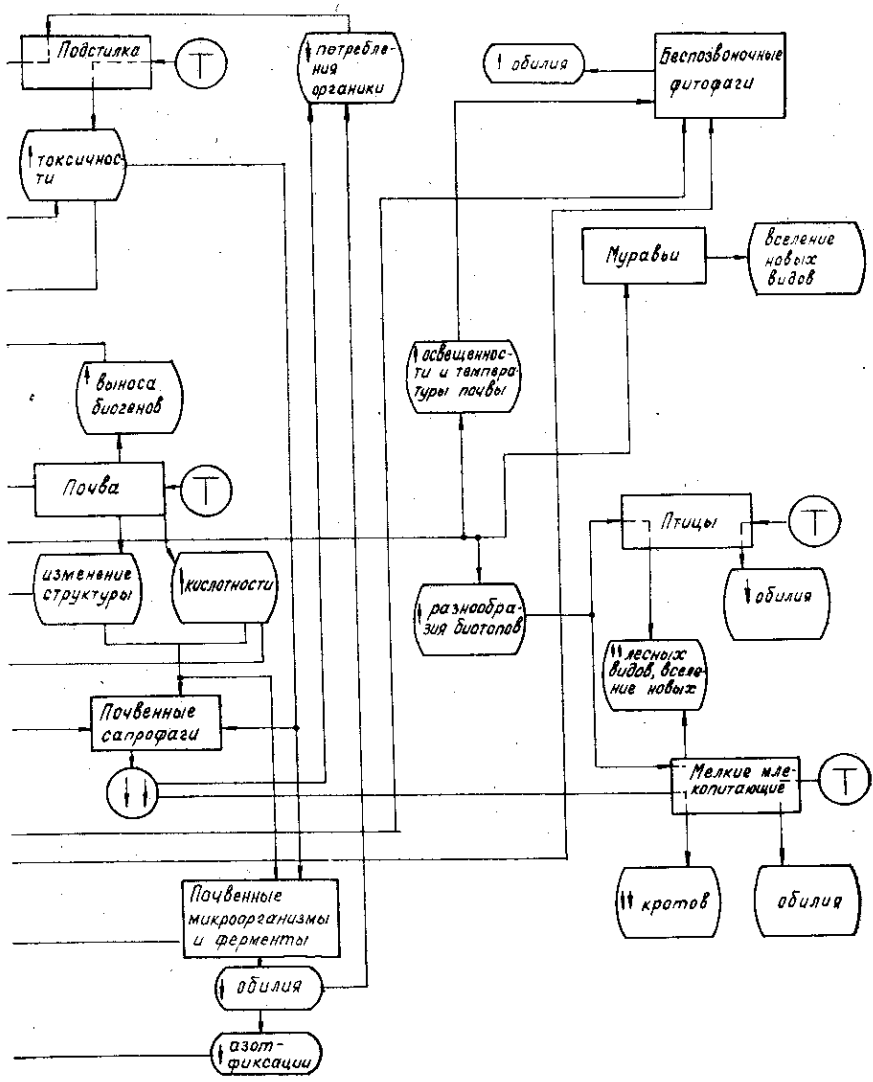 Подстилка
T
↓ потребле-
ния
органики
↑ обилия
Беспозвоночные
фитофаги
↑ токсичнос-
ти
Муравьи
вселение
новых
видов
↑ освещеннос-
ти и темпера-
туры почвы
↑ выноса
биогенов
Почва
T
Птицы
T
изменение
структуры
↑ кислотности
↑ разнообра-
зия биотопов
↓ обилия
↑↑ лесных
видов, вселе-
ние новых
Почвенные
сапрофаги
↓ ↓
Мелкие мле-
копитающие
T
↓↓ кротов
обилия
Почвенные
микроорганизмы
и ферменты
↓ обилия
↓ азот-
фиксации